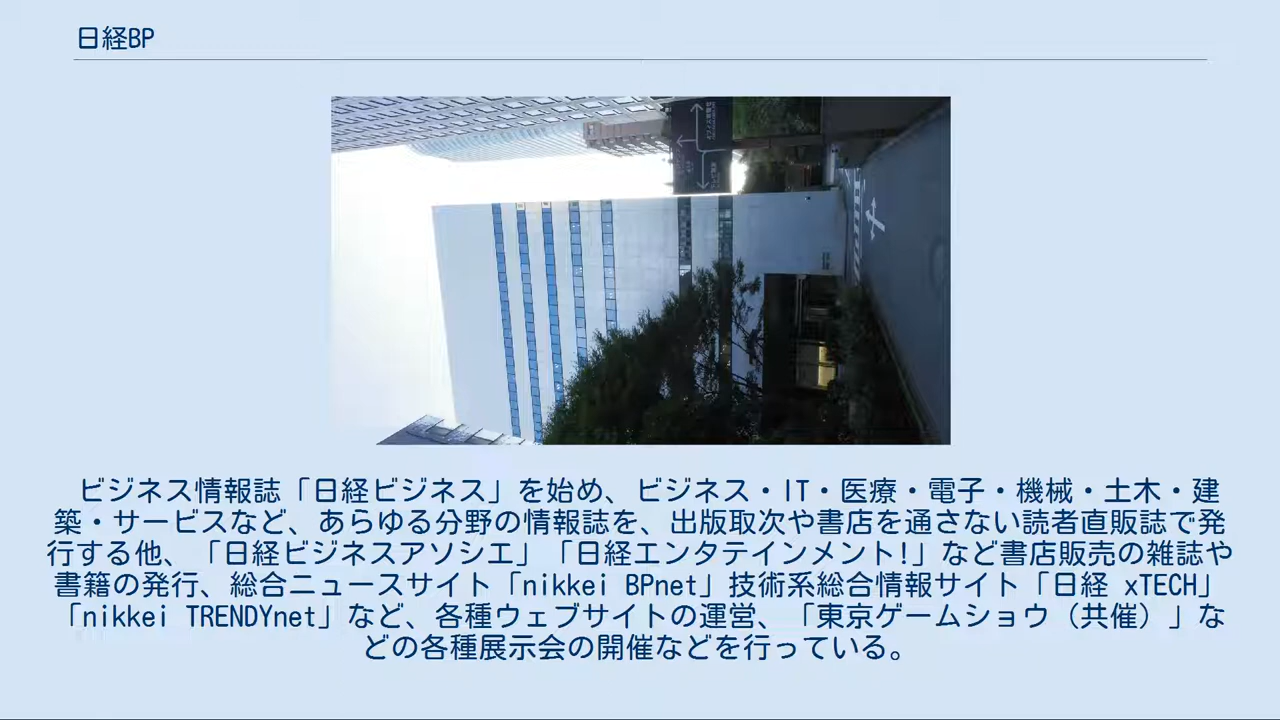 日経BP
ビジネス情報誌「日経ビジネス」を始め、ビジネス・IT・医療・電子・機械・土木・建
築・サービスなど、あらゆる分野の情報誌を、出版取次や書店を通さない読者直販誌で発
行する他、「日経ビジネスアソシエ」「日経エンタテインメント!」など書店販売の雑誌や
書籍の発行、総合ニュースサイト「nikkei BPnet」技術系総合情報サイト「日経 xTECH」
「nikkei TRENDYnet」など、各種ウェブサイトの運営、「東京ゲームショウ（共催）」な
どの各種展示会の開催などを行っている。